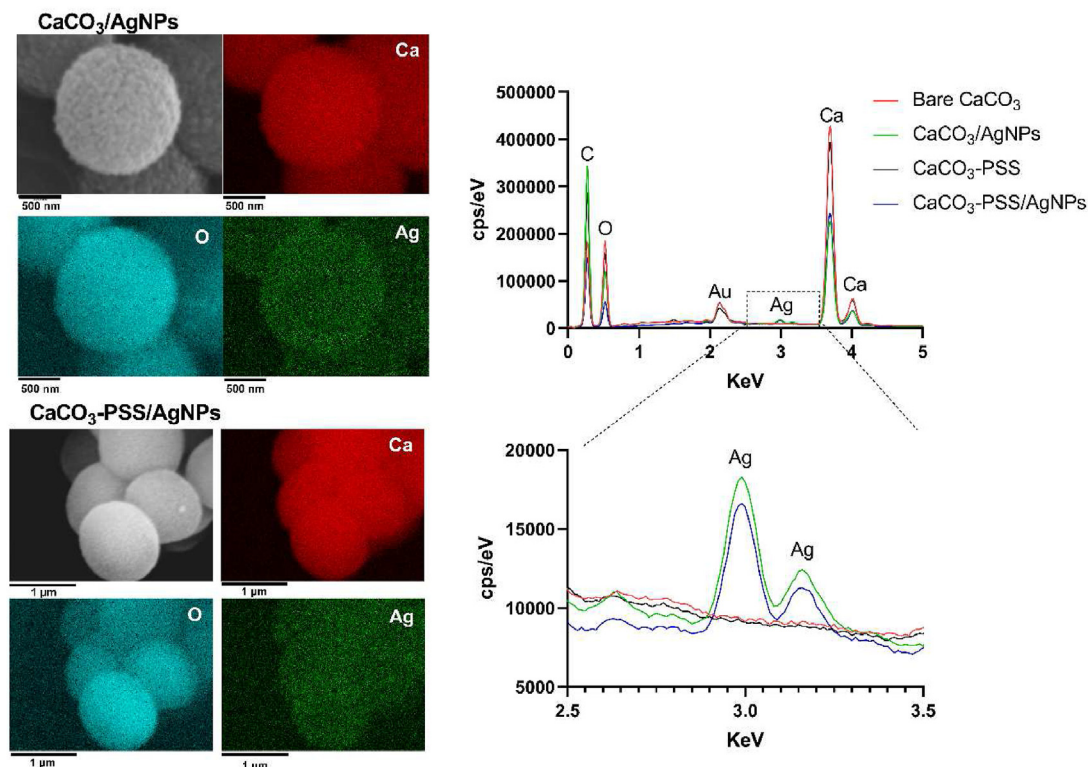 CaCO₃/AgNPs
Ca
500 nm
500 nm
O
Ag
500 nm
500 nm
CaCO₃-PSS/AgNPs
Ca
1 µm
1 µm
O
Ag
1 µm
1 µm
Bare CaCO₃
CaCO₃/AgNPs
CaCO₃-PSS
CaCO₃-PSS/AgNPs
500000
400000
300000
200000
100000
0
cps/eV
C
O
Au
Ag
Ca
Ca
0 1 2 3 4 5
KeV
20000
15000
10000
5000
cps/eV
Ag
Ag
2.5 3.0 3.5
KeV